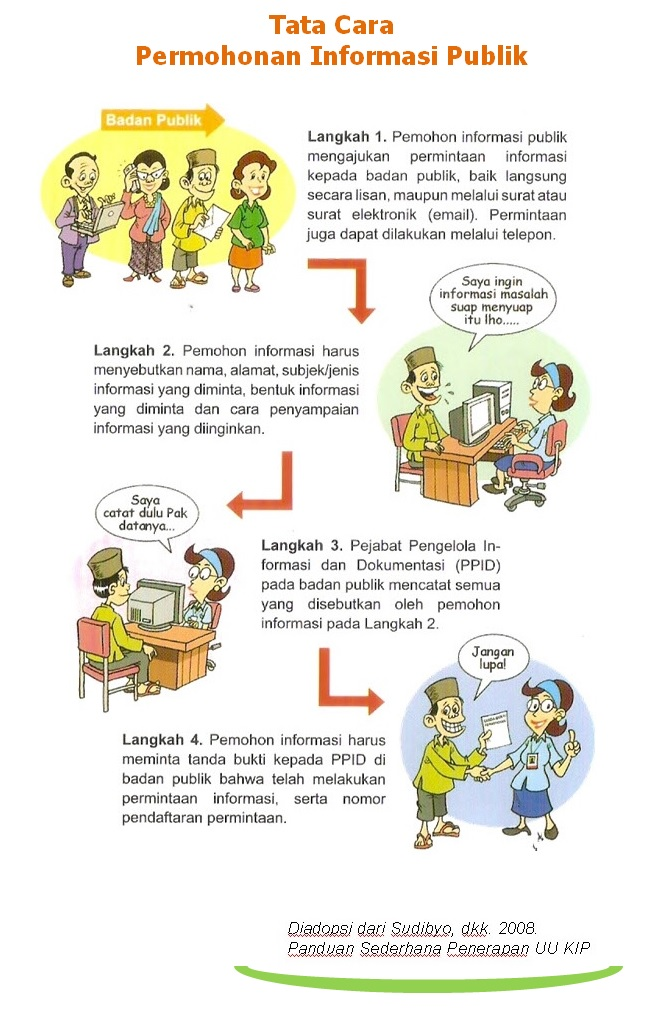 Tata Cara
Permohonan Informasi Publik
Badan Publik
Langkah 1. Pemohon informasi publik
mengajukan permintaan informasi
kepada badan publik, baik langsung
secara lisan, maupun melalui surat atau
surat elektronik (email). Permintaan
juga dapat dilakukan melalui telepon.
Saya ingin
informasi masalah
suap menyuap
itu lho.....
Langkah 2. Pemohon informasi harus
menyebutkan nama, alamat, subjek/jenis
informasi yang diminta, bentuk informasi
yang diminta dan cara penyampaian
informasi yang diinginkan.
Saya
catat dulu Pak
datanya...
Langkah 3. Pejabat Pengelola In-
formasi dan Dokumentasi (PPID)
pada badan publik mencatat semua
yang disebutkan oleh pemohon
informasi pada Langkah 2.
Jangan
lupa!
Langkah 4. Pemohon informasi harus
meminta tanda bukti kepada PPID di
badan publik bahwa telah melakukan
permintaan informasi, serta nomor
pendaftaran permintaan.
Diadopsi dari Sudibyo, dkk. 2008.
Panduan Sederhana Penerapan UU KIP